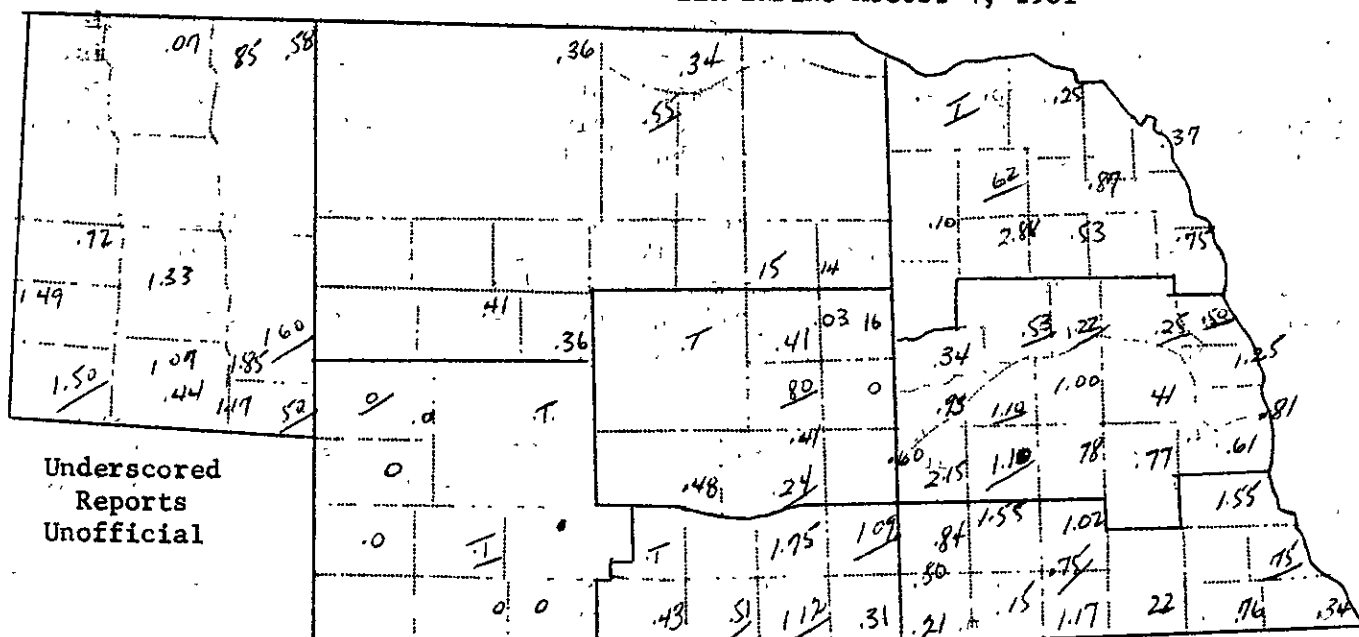 .07 85 .58 .36 .34
.55
T .25
.37
62 .87
.10 2.88 .53 .75
.72
1.33 15 14
1 49 .41 .03 16 .53 1.22 .25 .50
1 60 .36 .T .41 .34 1.25
1.50 1 09 1.85 80 0 1.00
.44 1.17 52 0 .0 .T .95 1.10 41 .81
.41
Underscored 0 .60 2.15 1.10 78 .77 .61
Reports .48 .24
Unofficial
1.55
.0 .T .T 1.75 1.09 .84 1.55 1.02
.50 .75 .75
0 0 .43 .51 1 12 .31 .21 .15 1.17 22 .76 .34